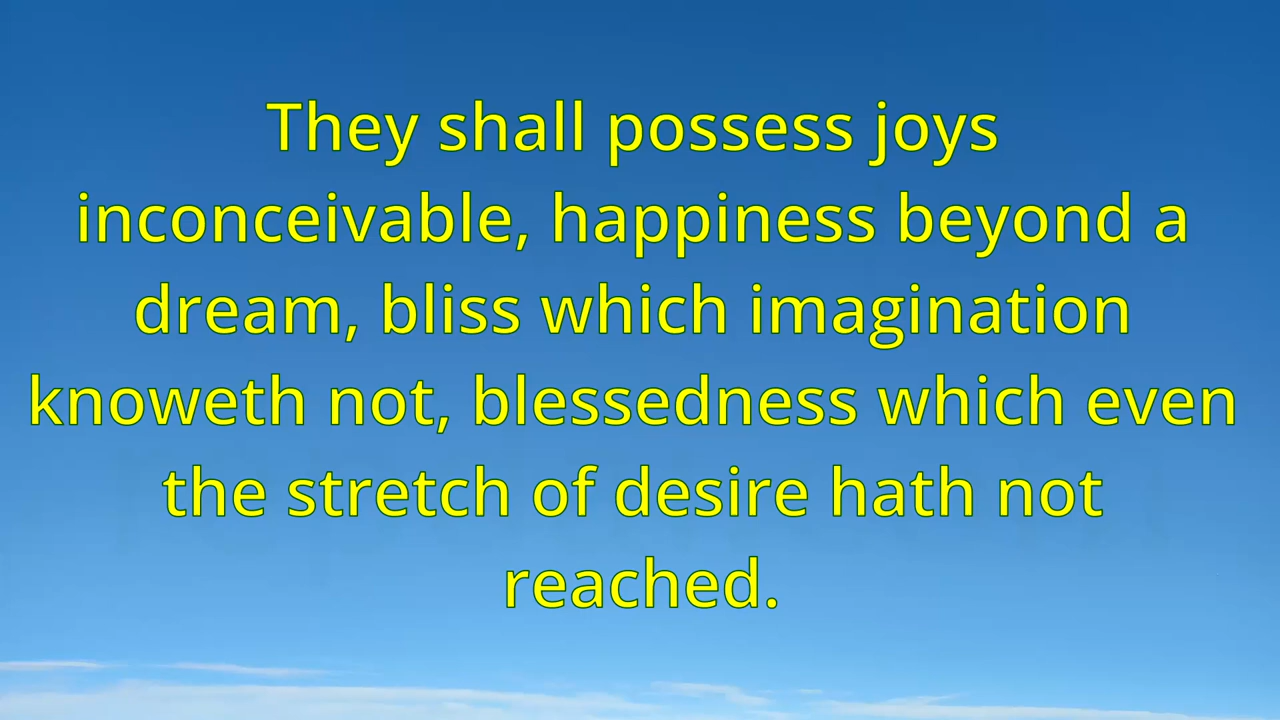 They shall possess joys
inconceivable, happiness beyond a
dream, bliss which imagination
knoweth not, blessedness which even
the stretch of desire hath not
reached.